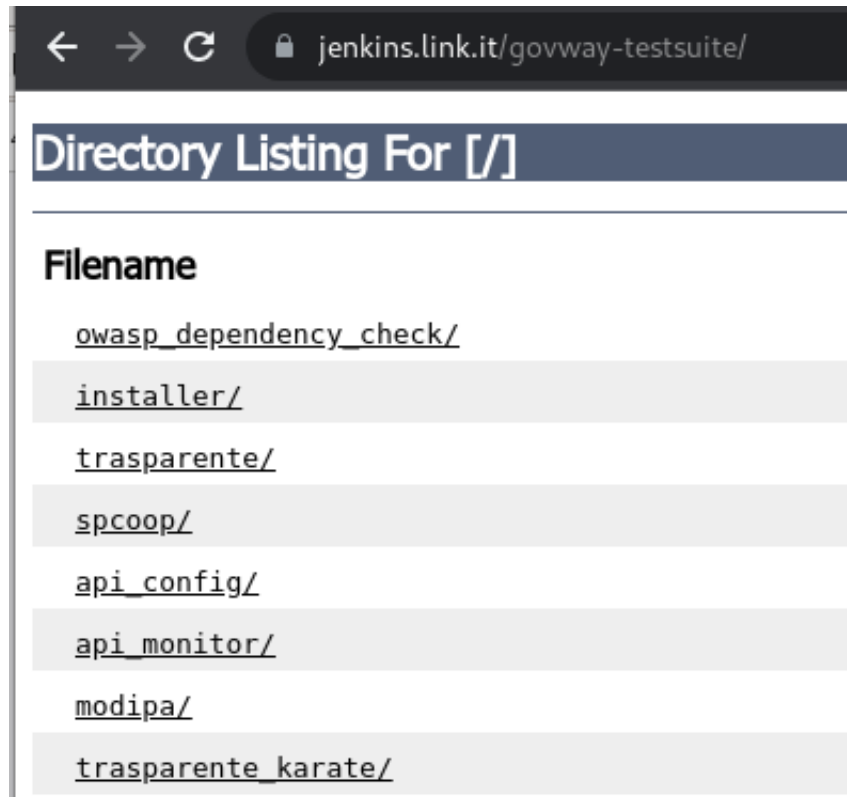 jenkins.link.it/govway-testsuite/
Directory Listing For [/]
Filename
owasp_dependency_check/
installer/
trasparente/
spcoop/
api_config/
api_monitor/
modipa/
trasparente_karate/